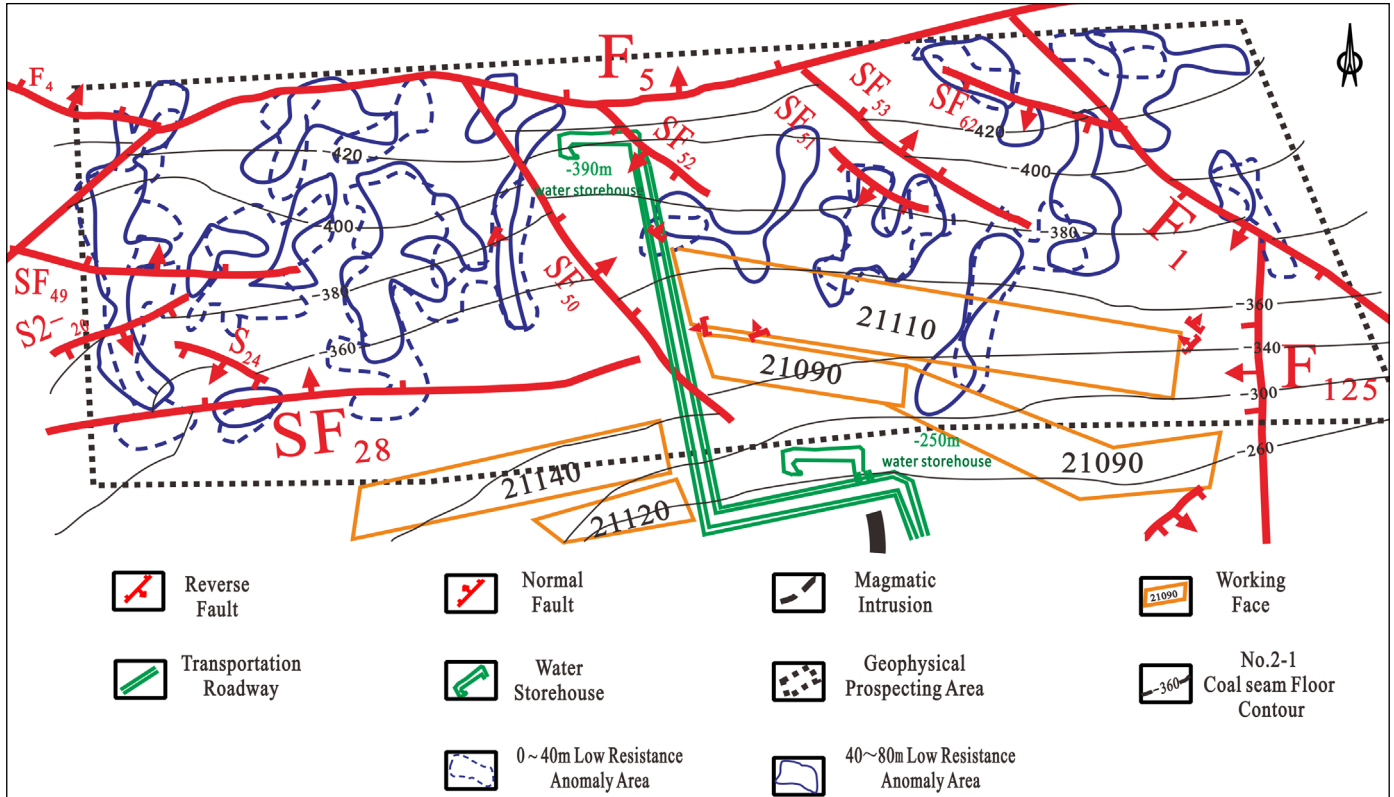 F4
F5
SF53
SF62
420
SF51
SF52
-420
-390m
water storehouse
-400
-400
-380
F1
SF49
S2-29
SF50
-380
-360
21110
S24
-360
-340
21090
F125
-300
SF28
-250m
water storehouse
21090
-260
21140
21120
Reverse
Fault
Normal
Fault
Magmatic
Intrusion
21090
Working
Face
Transportation
Roadway
Water
Storehouse
Geophysical
Prospecting Area
-360
No.2-1
Coal seam Floor
Contour
0~40m Low Resistance
Anomaly Area
40~80m Low Resistance
Anomaly Area